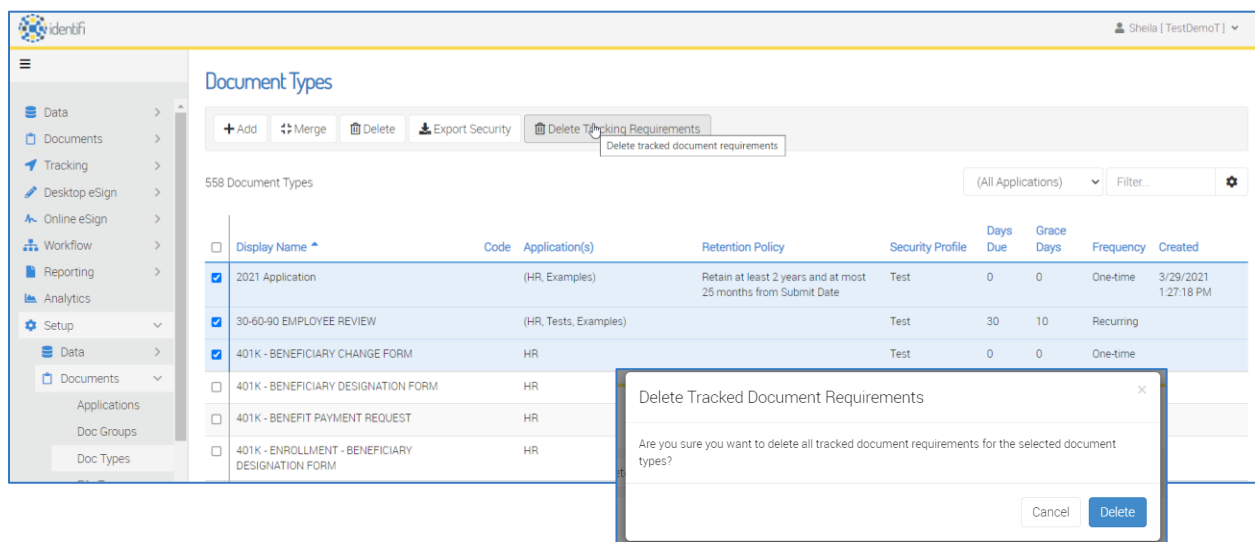 identifi
Sheila [ TestDemoT ]
Document Types
Data
Documents
Tracking
Desktop eSign
Online eSign
Workflow
Reporting
Analytics
Setup
Data
Documents
Applications
Doc Groups
Doc Types
Add Merge Delete Export Security Delete Tracking Requirements
Delete tracked document requirements
558 Document Types
(All Applications) Filter...
Display Name Code Application(s) Retention Policy Security Profile Days Due Grace Days Frequency Created
2021 Application (HR, Examples) Retain at least 2 years and at most Test 0 0 One-time 3/29/2021
25 months from Submit Date 1:27:18 PM
30-60-90 EMPLOYEE REVIEW (HR, Tests, Examples) Test 30 10 Recurring
401K - BENEFICIARY CHANGE FORM HR Test 0 0 One-time
401K - BENEFICIARY DESIGNATION FORM HR
401K - BENEFIT PAYMENT REQUEST HR
401K - ENROLLMENT - BENEFICIARY HR
DESIGNATION FORM
Delete Tracked Document Requirements
Are you sure you want to delete all tracked document requirements for the selected document
types?
Cancel Delete